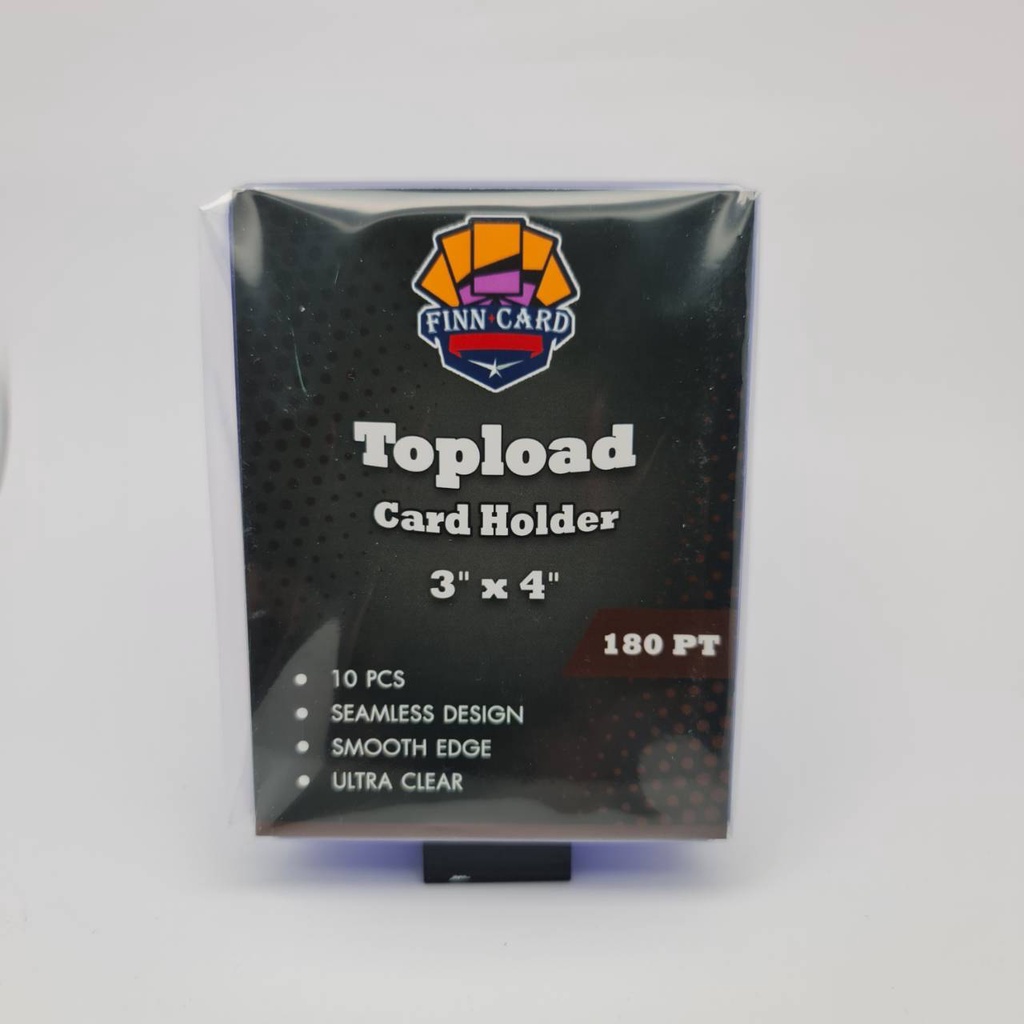 FINN CARD
Topload
Card Holder
3" x 4"
180 PT
10 PCS
SEAMLESS DESIGN
SMOOTH EDGE
ULTRA CLEAR